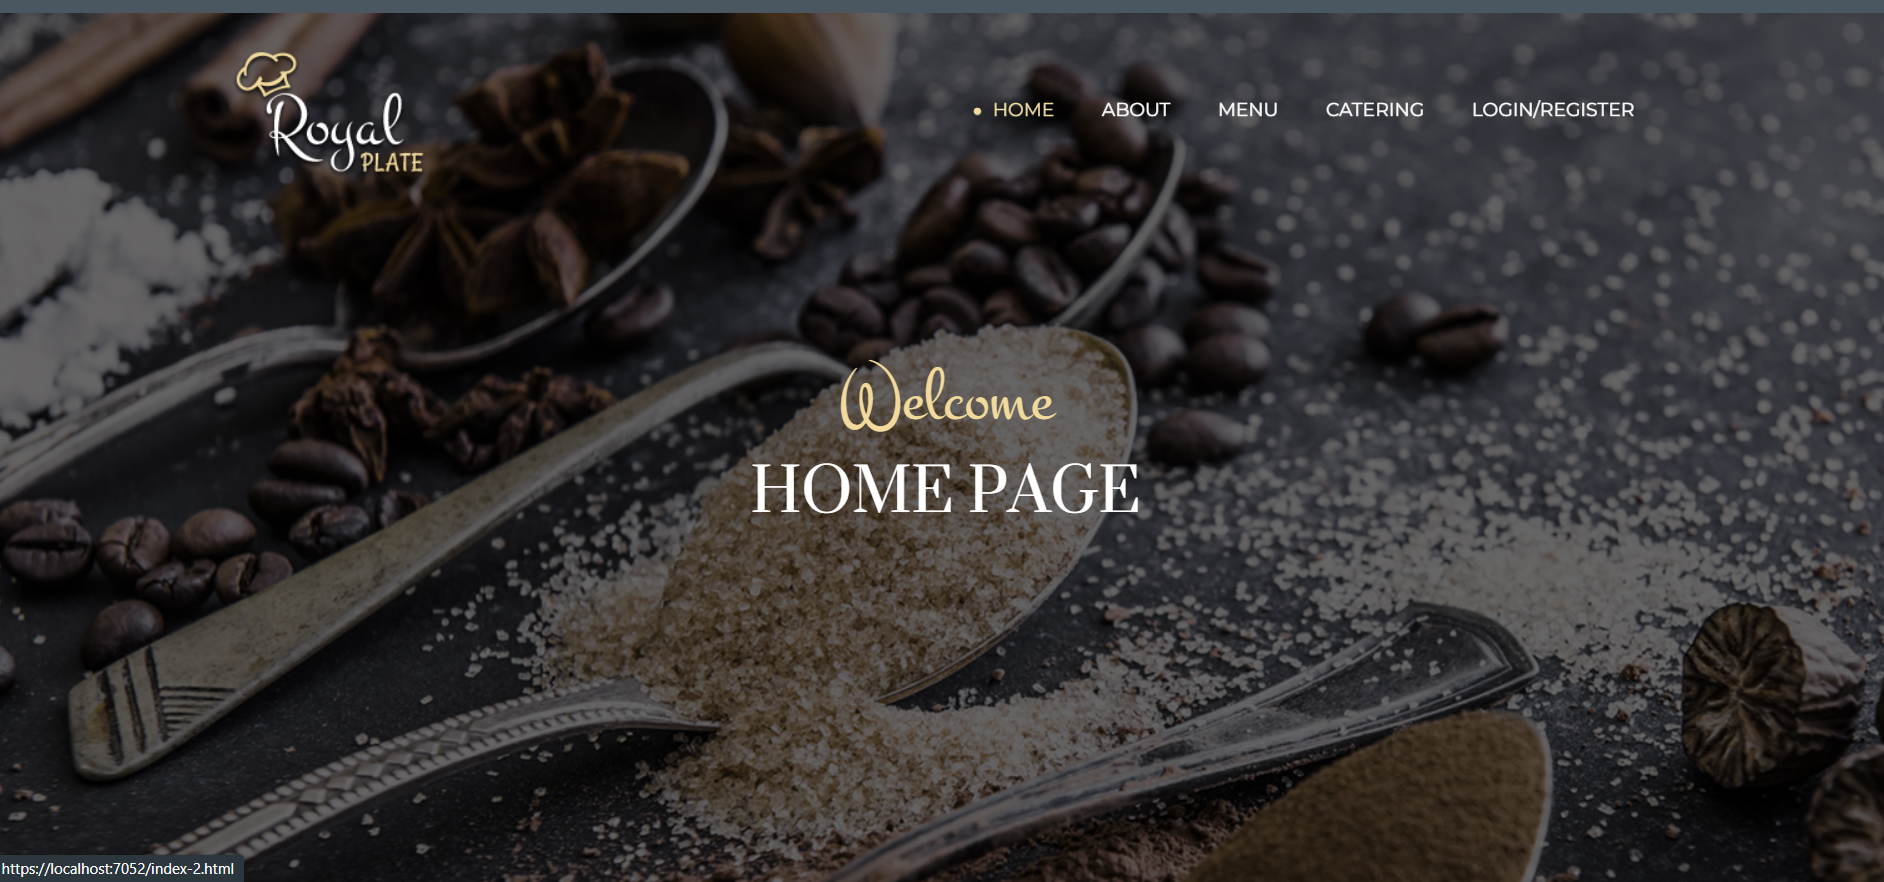 Royal
PLATE
HOME ABOUT MENU CATERING LOGIN/REGISTER
Welcome
HOME PAGE
https://localhost:7052/index-2.html